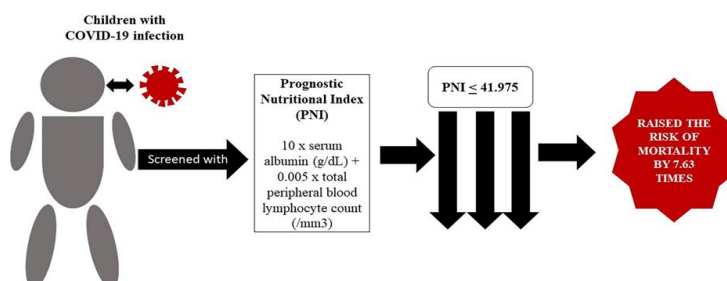 Children with
COVID-19 infection
Screened with
Prognostic
Nutritional Index
(PNI)
10 x serum
albumin (g/dL) +
0.005 x total
peripheral blood
lymphocyte count
(/mm3)
PNI ≤ 41.975
RAISED THE
RISK OF
MORTALITY
BY 7.63
TIMES